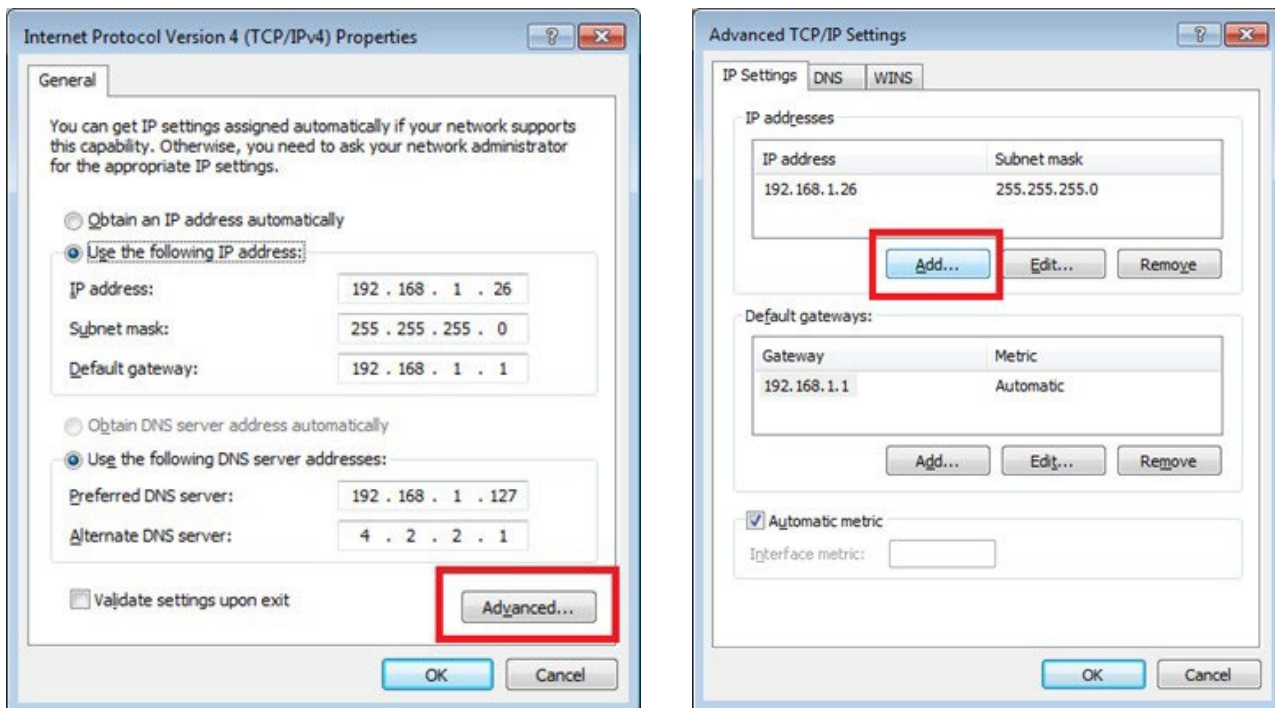 Internet Protocol Version 4 (TCP/IPv4) Properties
General
You can get IP settings assigned automatically if your network supports
this capability. Otherwise, you need to ask your network administrator
for the appropriate IP settings.
Obtain an IP address automatically
Use the following IP address:
IP address: 192 . 168 . 1 . 26
Subnet mask: 255 . 255 . 255 . 0
Default gateway: 192 . 168 . 1 . 1
Obtain DNS server address automatically
Use the following DNS server addresses:
Preferred DNS server: 192 . 168 . 1 . 127
Alternate DNS server: 4 . 2 . 2 . 1
Validate settings upon exit
Advanced...
OK Cancel
Advanced TCP/IP Settings
IP Settings DNS WINS
IP addresses
IP address Subnet mask
192.168.1.26 255.255.255.0
Add... Edit... Remove
Default gateways:
Gateway Metric
192.168.1.1 Automatic
Add... Edit... Remove
Automatic metric
Interface metric:
OK Cancel